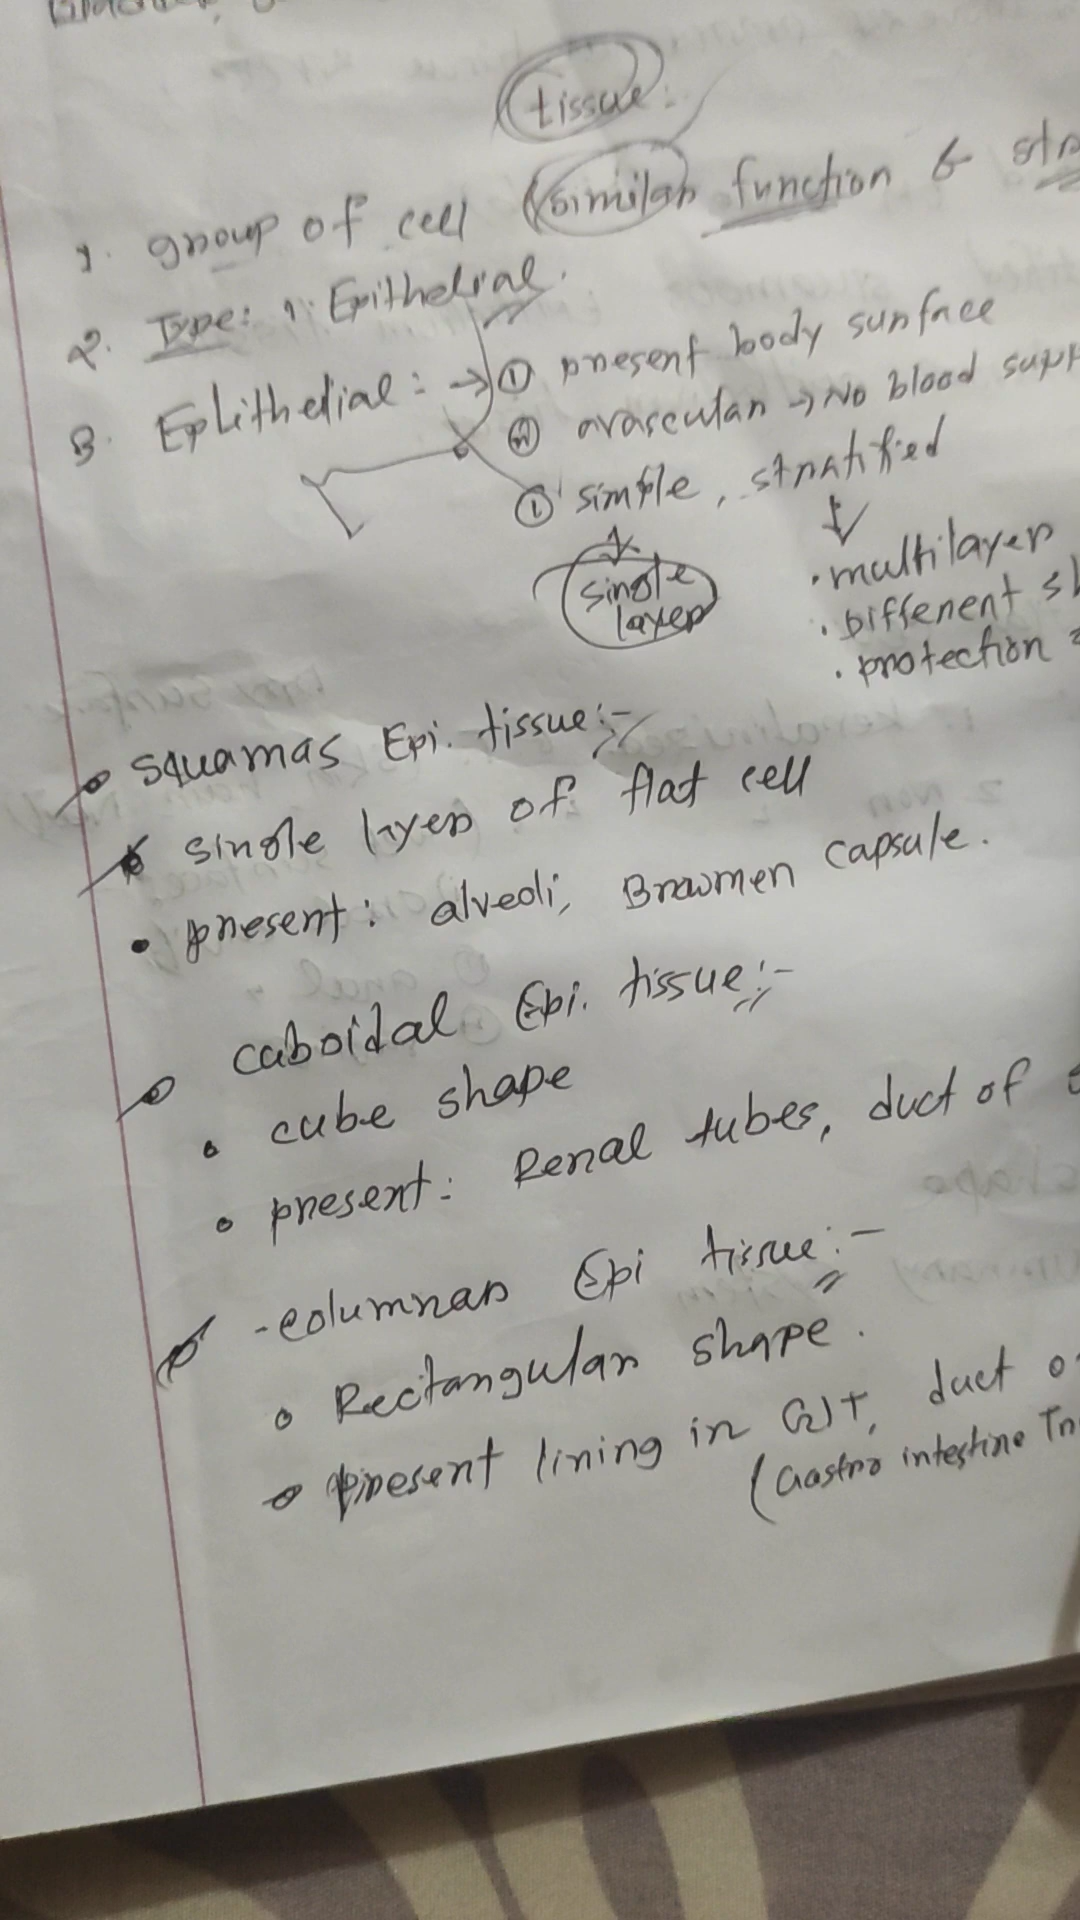 tissue:
1. group of cell (similar function &
2. Type: 1. Epithelial.
3. Eplithelial: → ① present body surface
② avascular → No blood
① simple, stratified
single layer
• multilayer
• Different
• protection
• squamas Epi. tissue:-
single layer of flat cell
• present: alveoli, Brawmen capsule.
caboidal Epi. tissue:-
• cube shape
• present: Renal tubes, duct of
- columnar Epi tissue:-
• Rectangular shape.
• present lining in GIT, duct
(Gastro intestine